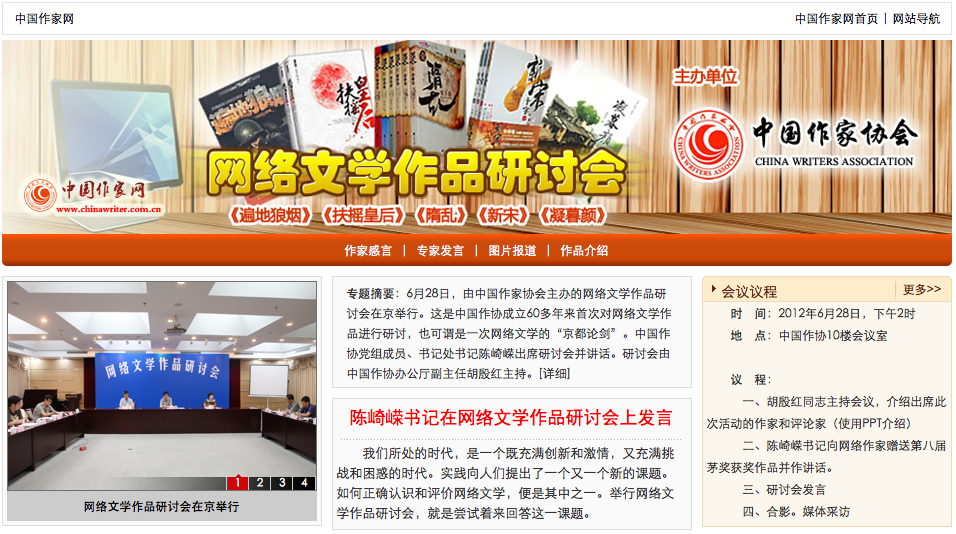 中国作家网
中国作家网首页 | 网站导航
主办单位
中国作家协会
CHINA WRITERS ASSOCIATION
扶摇皇后
隋乱
新宋
网络文学作品研讨会
中国作家网
www.chinawriter.com.cn
《遍地狼烟》《扶摇皇后》《隋乱》《新宋》《凝暮颜》
作家感言 | 专家发言 | 图片报道 | 作品介绍
网络文学作品研讨会
1 2 3 4
网络文学作品研讨会在京举行
专题摘要：6月28日，由中国作家协会主办的网络文学作品研
讨会在京举行。这是中国作协成立60多年来首次对网络文学作
品进行研讨，也可谓是一次网络文学的“京都论剑”。中国作
协党组成员、书记处书记陈崎嵘出席研讨会并讲话。研讨会由
中国作协办公厅副主任胡殷红主持。[详细]
陈崎嵘书记在网络文学作品研讨会上发言
我们所处的时代，是一个既充满创新和激情，又充满挑
战和困惑的时代。实践向人们提出了一个又一个新的课题。
如何正确认识和评价网络文学，便是其中之一。举行网络文
学作品研讨会，就是尝试着来回答这一课题。
会议议程
更多>>
时 间：2012年6月28日，下午2时
地 点：中国作协10楼会议室
议 程：
一、胡殷红同志主持会议，介绍出席此
次活动的作家和评论家（使用PPT介绍）
二、陈崎嵘书记向网络作家赠送第八届
茅奖获奖作品并作讲话。
三、研讨会发言
四、合影。媒体采访